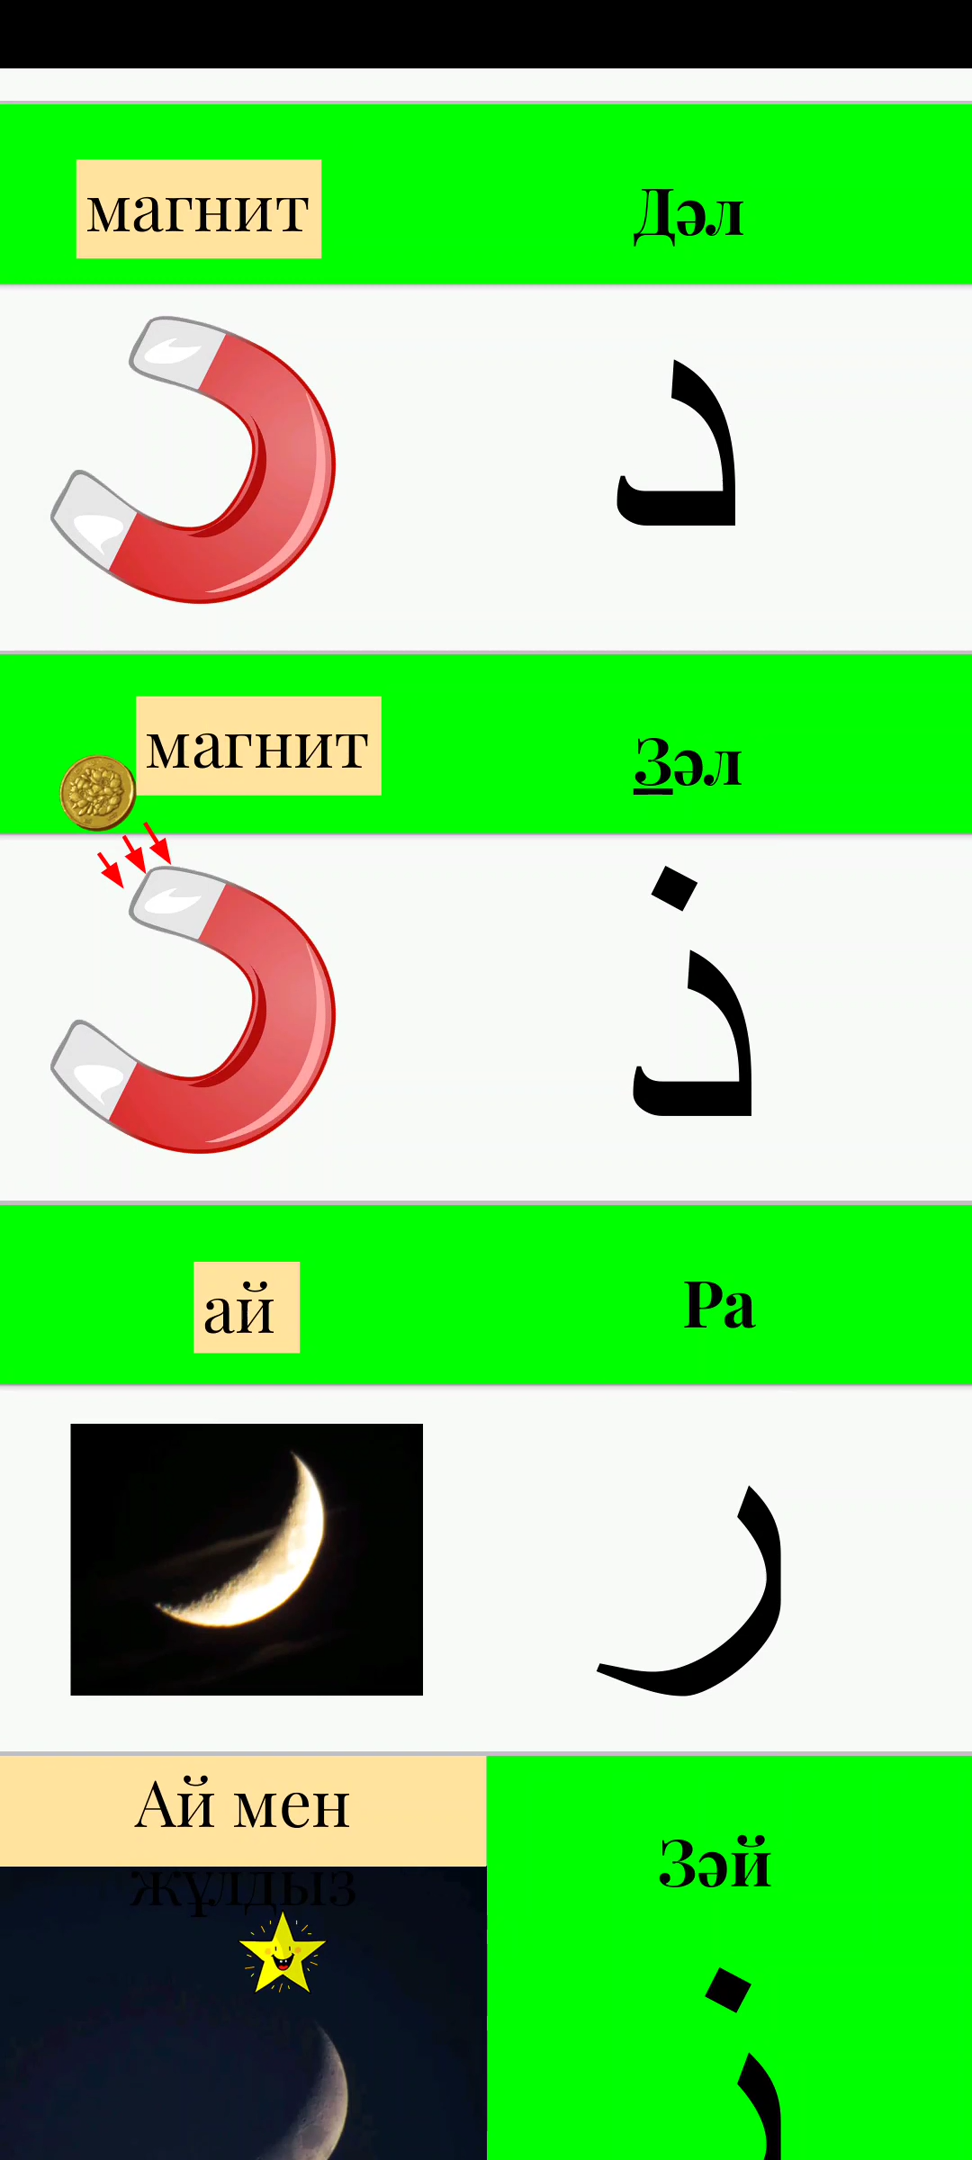 магнит
Дәл
د
магнит
Зәл
ذ
ай
Ра
ر
Ай мен
жұлдыз
Зәй
ز